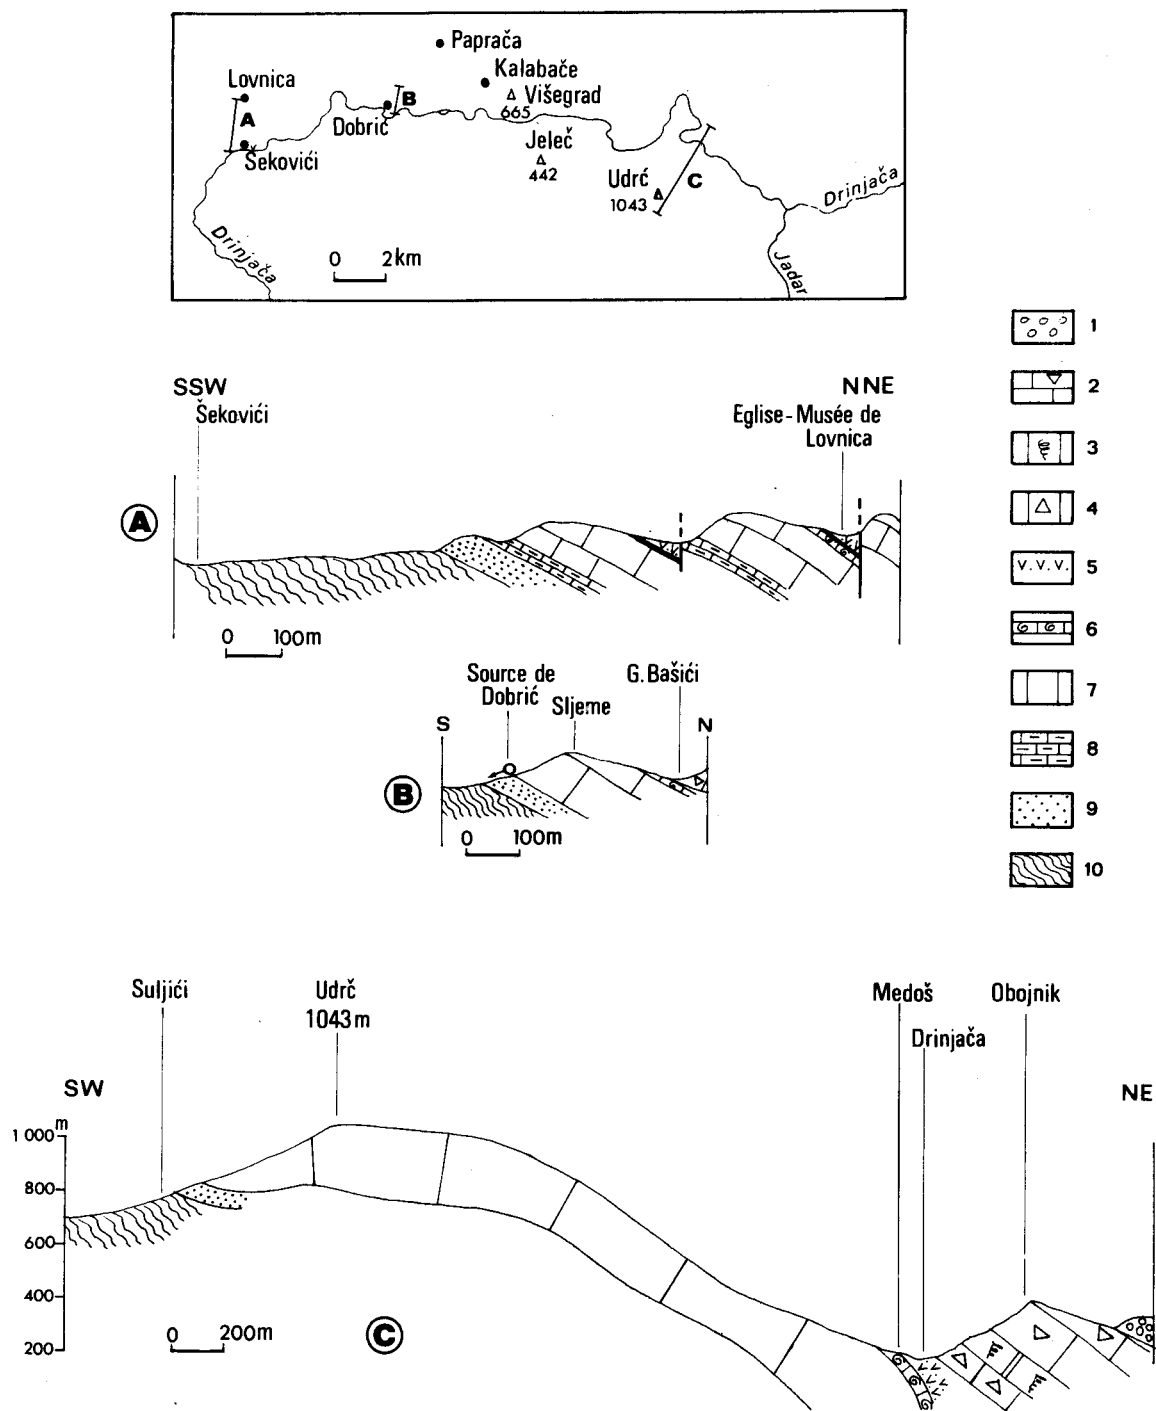 Paprača
Lovnica
Kalabače
Višegrad
665
B
A
Dobrić
Jeleč
442
Šekovići
Udrć
1043
C
Drinjača
Drinjača
0 2km
Jadar
1
2
3
4
5
6
7
8
9
10
SSW
NNE
Šekovići
Eglise-Musée de
Lovnica
A
0 100m
Source de
Dobrić
G. Bašići
Sljeme
S
N
B
0 100m
Suljići
Udrč
1043m
Medoš
Obojnik
Drinjača
SW
NE
m
1 000
800
600
400
200
0 200m
C